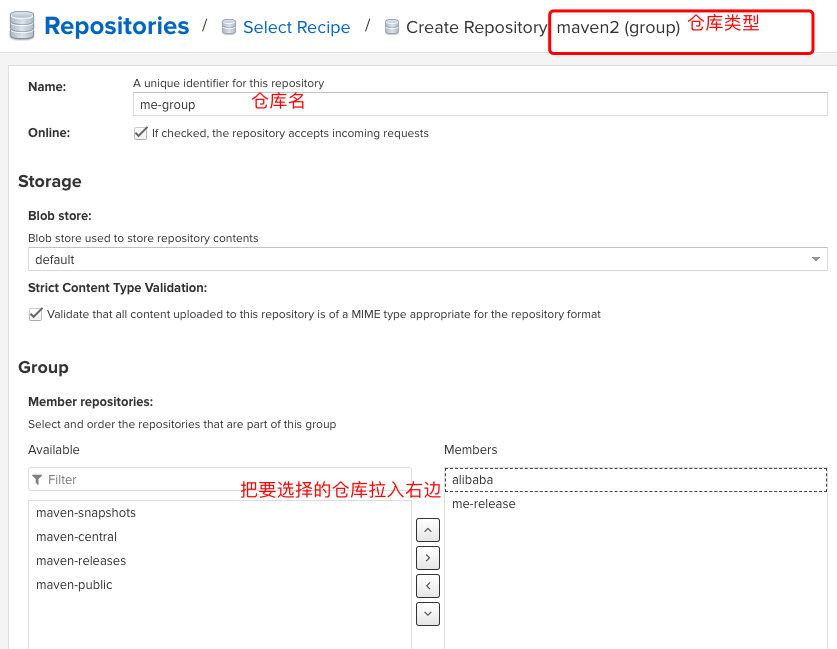 Repositories / Select Recipe / Create Repository maven2 (group) 仓库类型
Name:
A unique identifier for this repository
me-group 仓库名
Online:
If checked, the repository accepts incoming requests
Storage
Blob store:
Blob store used to store repository contents
default
Strict Content Type Validation:
Validate that all content uploaded to this repository is of a MIME type appropriate for the repository format
Group
Member repositories:
Select and order the repositories that are part of this group
Available
Filter
把要选择的仓库拉入右边
maven-snapshots
maven-central
maven-releases
maven-public
Members
alibaba
me-release